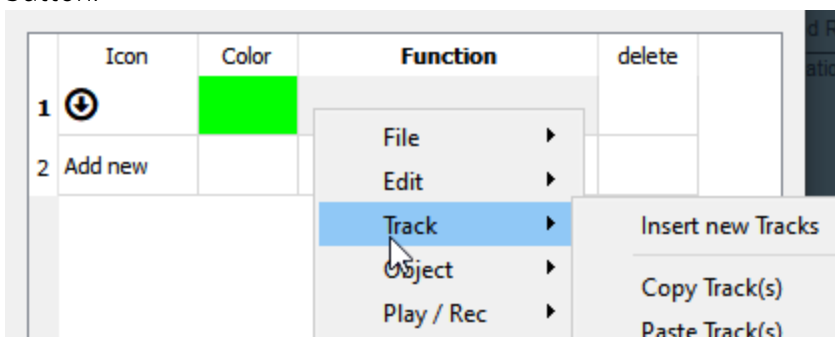 Icon Color Function delete
1
2 Add new
File
Edit
Track
Insert new Tracks
Object
Copy Track(s)
Play / Rec
Paste Track(s)